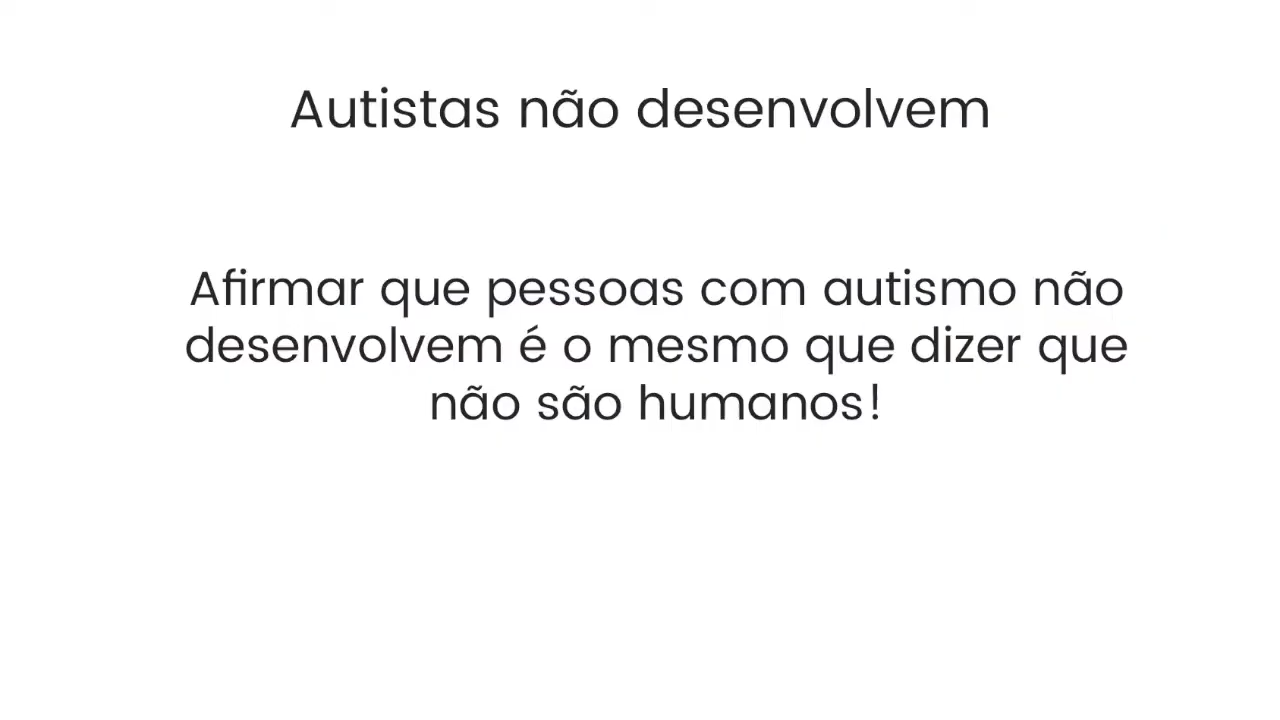 Autistas não desenvolvem
Afirmar que pessoas com autismo não
desenvolvem é o mesmo que dizer que
não são humanos!